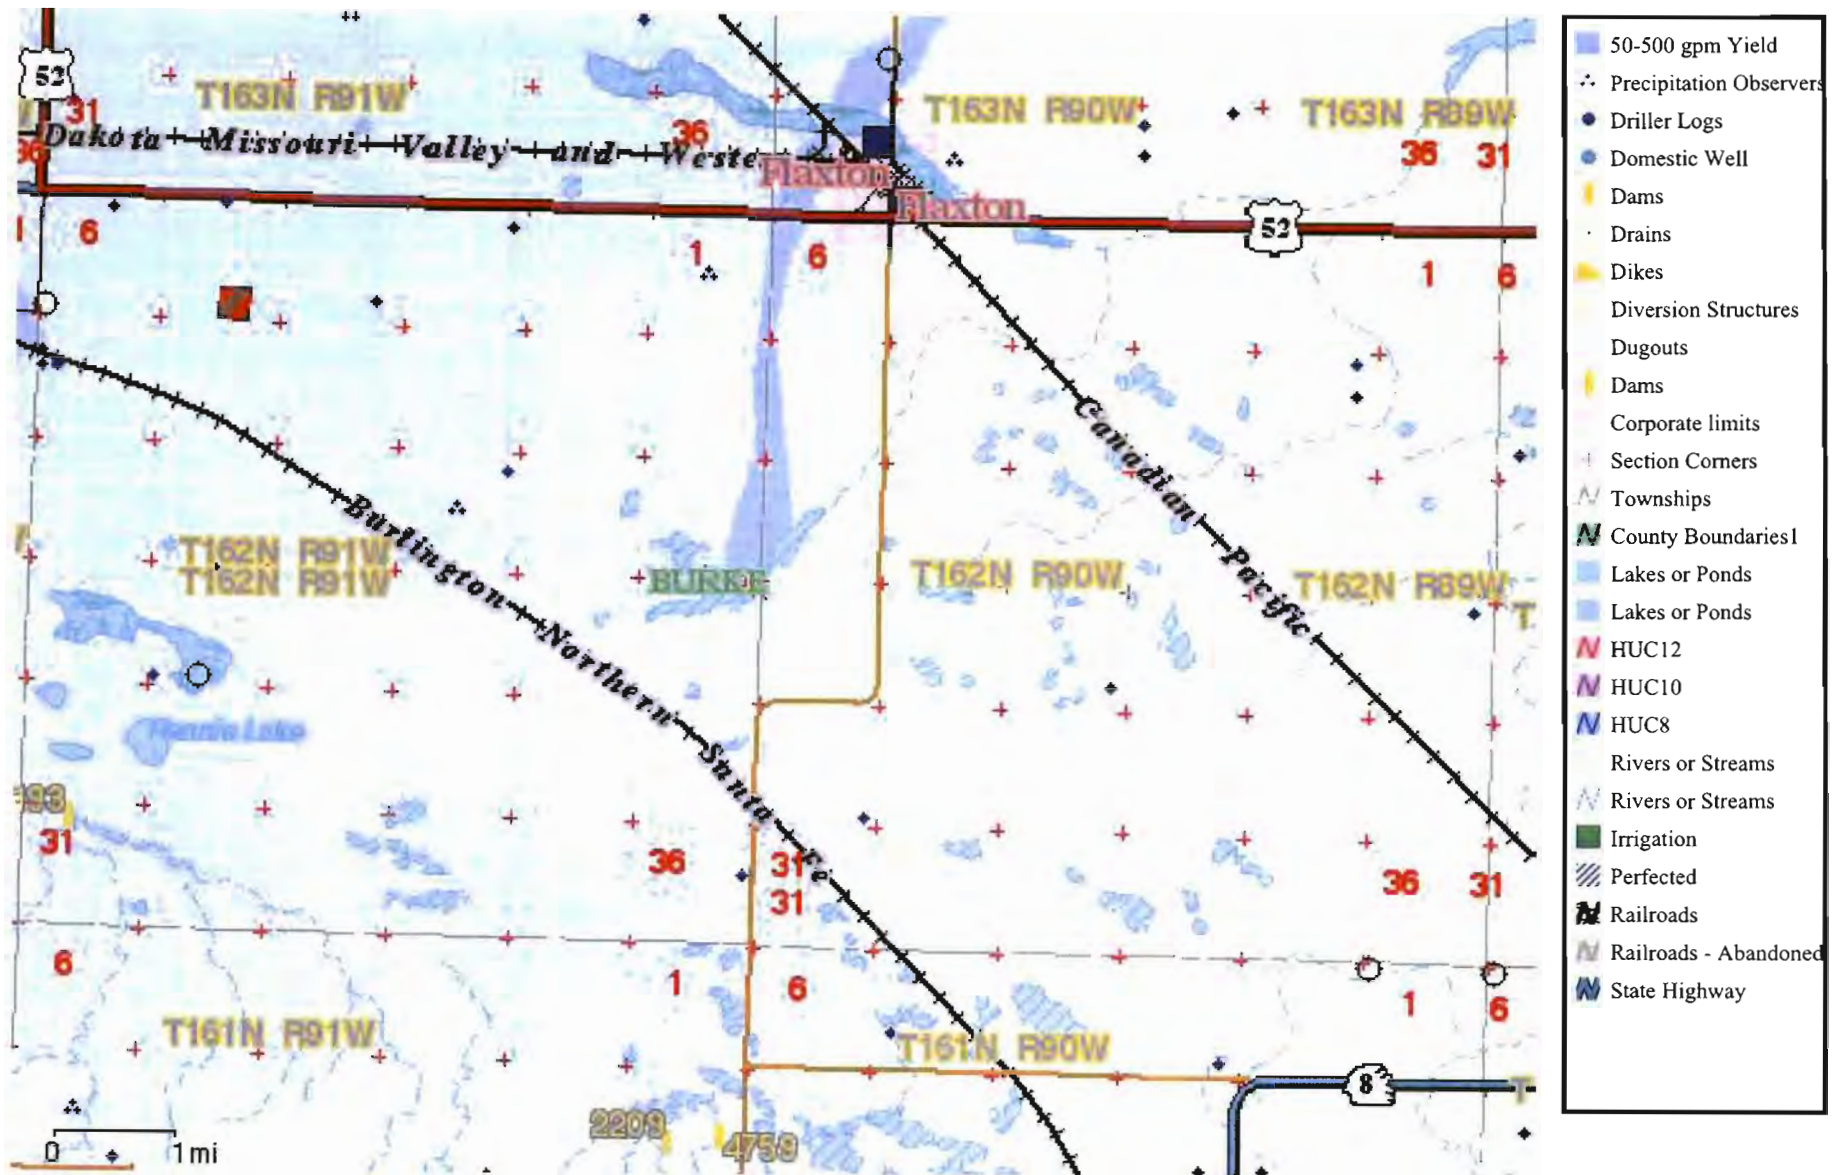 52
T163N R91W
T163N R90W
T163N R89W
31
36
36
31
Dakota Missouri Valley and Weste
Flaxton
Flaxton
52
6
1
6
1
6
Canadian Pacific
Burlington Northern Santa Fe
T162N R91W
T162N R91W
BURKE
T162N R90W
T162N R89W
T
Rennie Lake
593
31
36
31
31
36
31
6
1
6
1
6
T161N R91W
T161N R90W
8
T
2209
4759
0
1 mi
50-500 gpm Yield
Precipitation Observers
Driller Logs
Domestic Well
Dams
Drains
Dikes
Diversion Structures
Dugouts
Dams
Corporate limits
Section Corners
Townships
County Boundaries1
Lakes or Ponds
Lakes or Ponds
HUC12
HUC10
HUC8
Rivers or Streams
Rivers or Streams
Irrigation
Perfected
Railroads
Railroads - Abandoned
State Highway